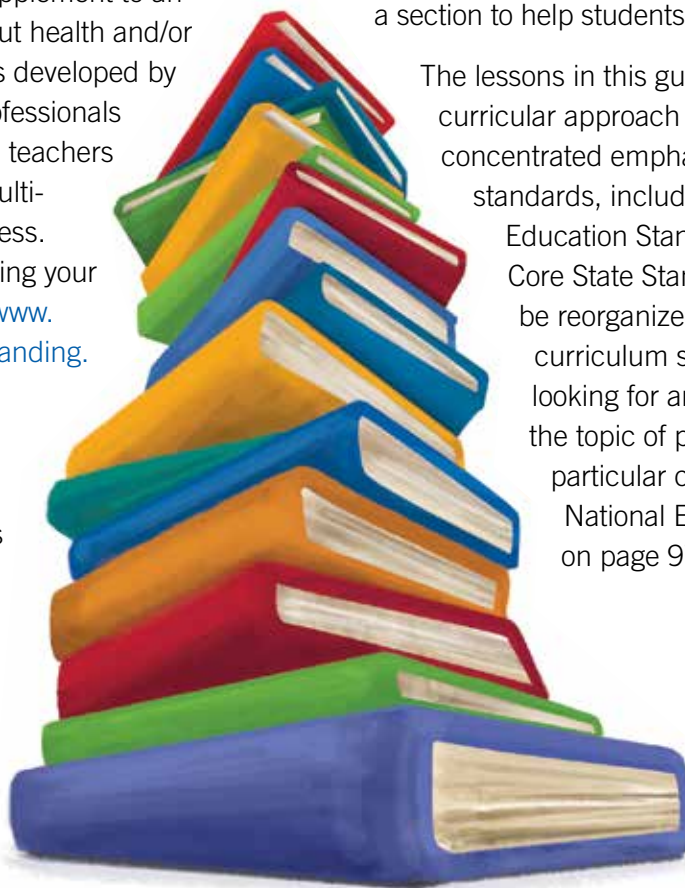 pplement to an
ut health and/or
s developed by
ofessionals
teachers
ulti-
ess.
ing your
www.
anding.
s
a section to help students
The lessons in this gu
curricular approach
concentrated empha
standards, includ
Education Stan
Core State Star
be reorganize
curriculum s
looking for an
the topic of p
particular c
National E
on page 9